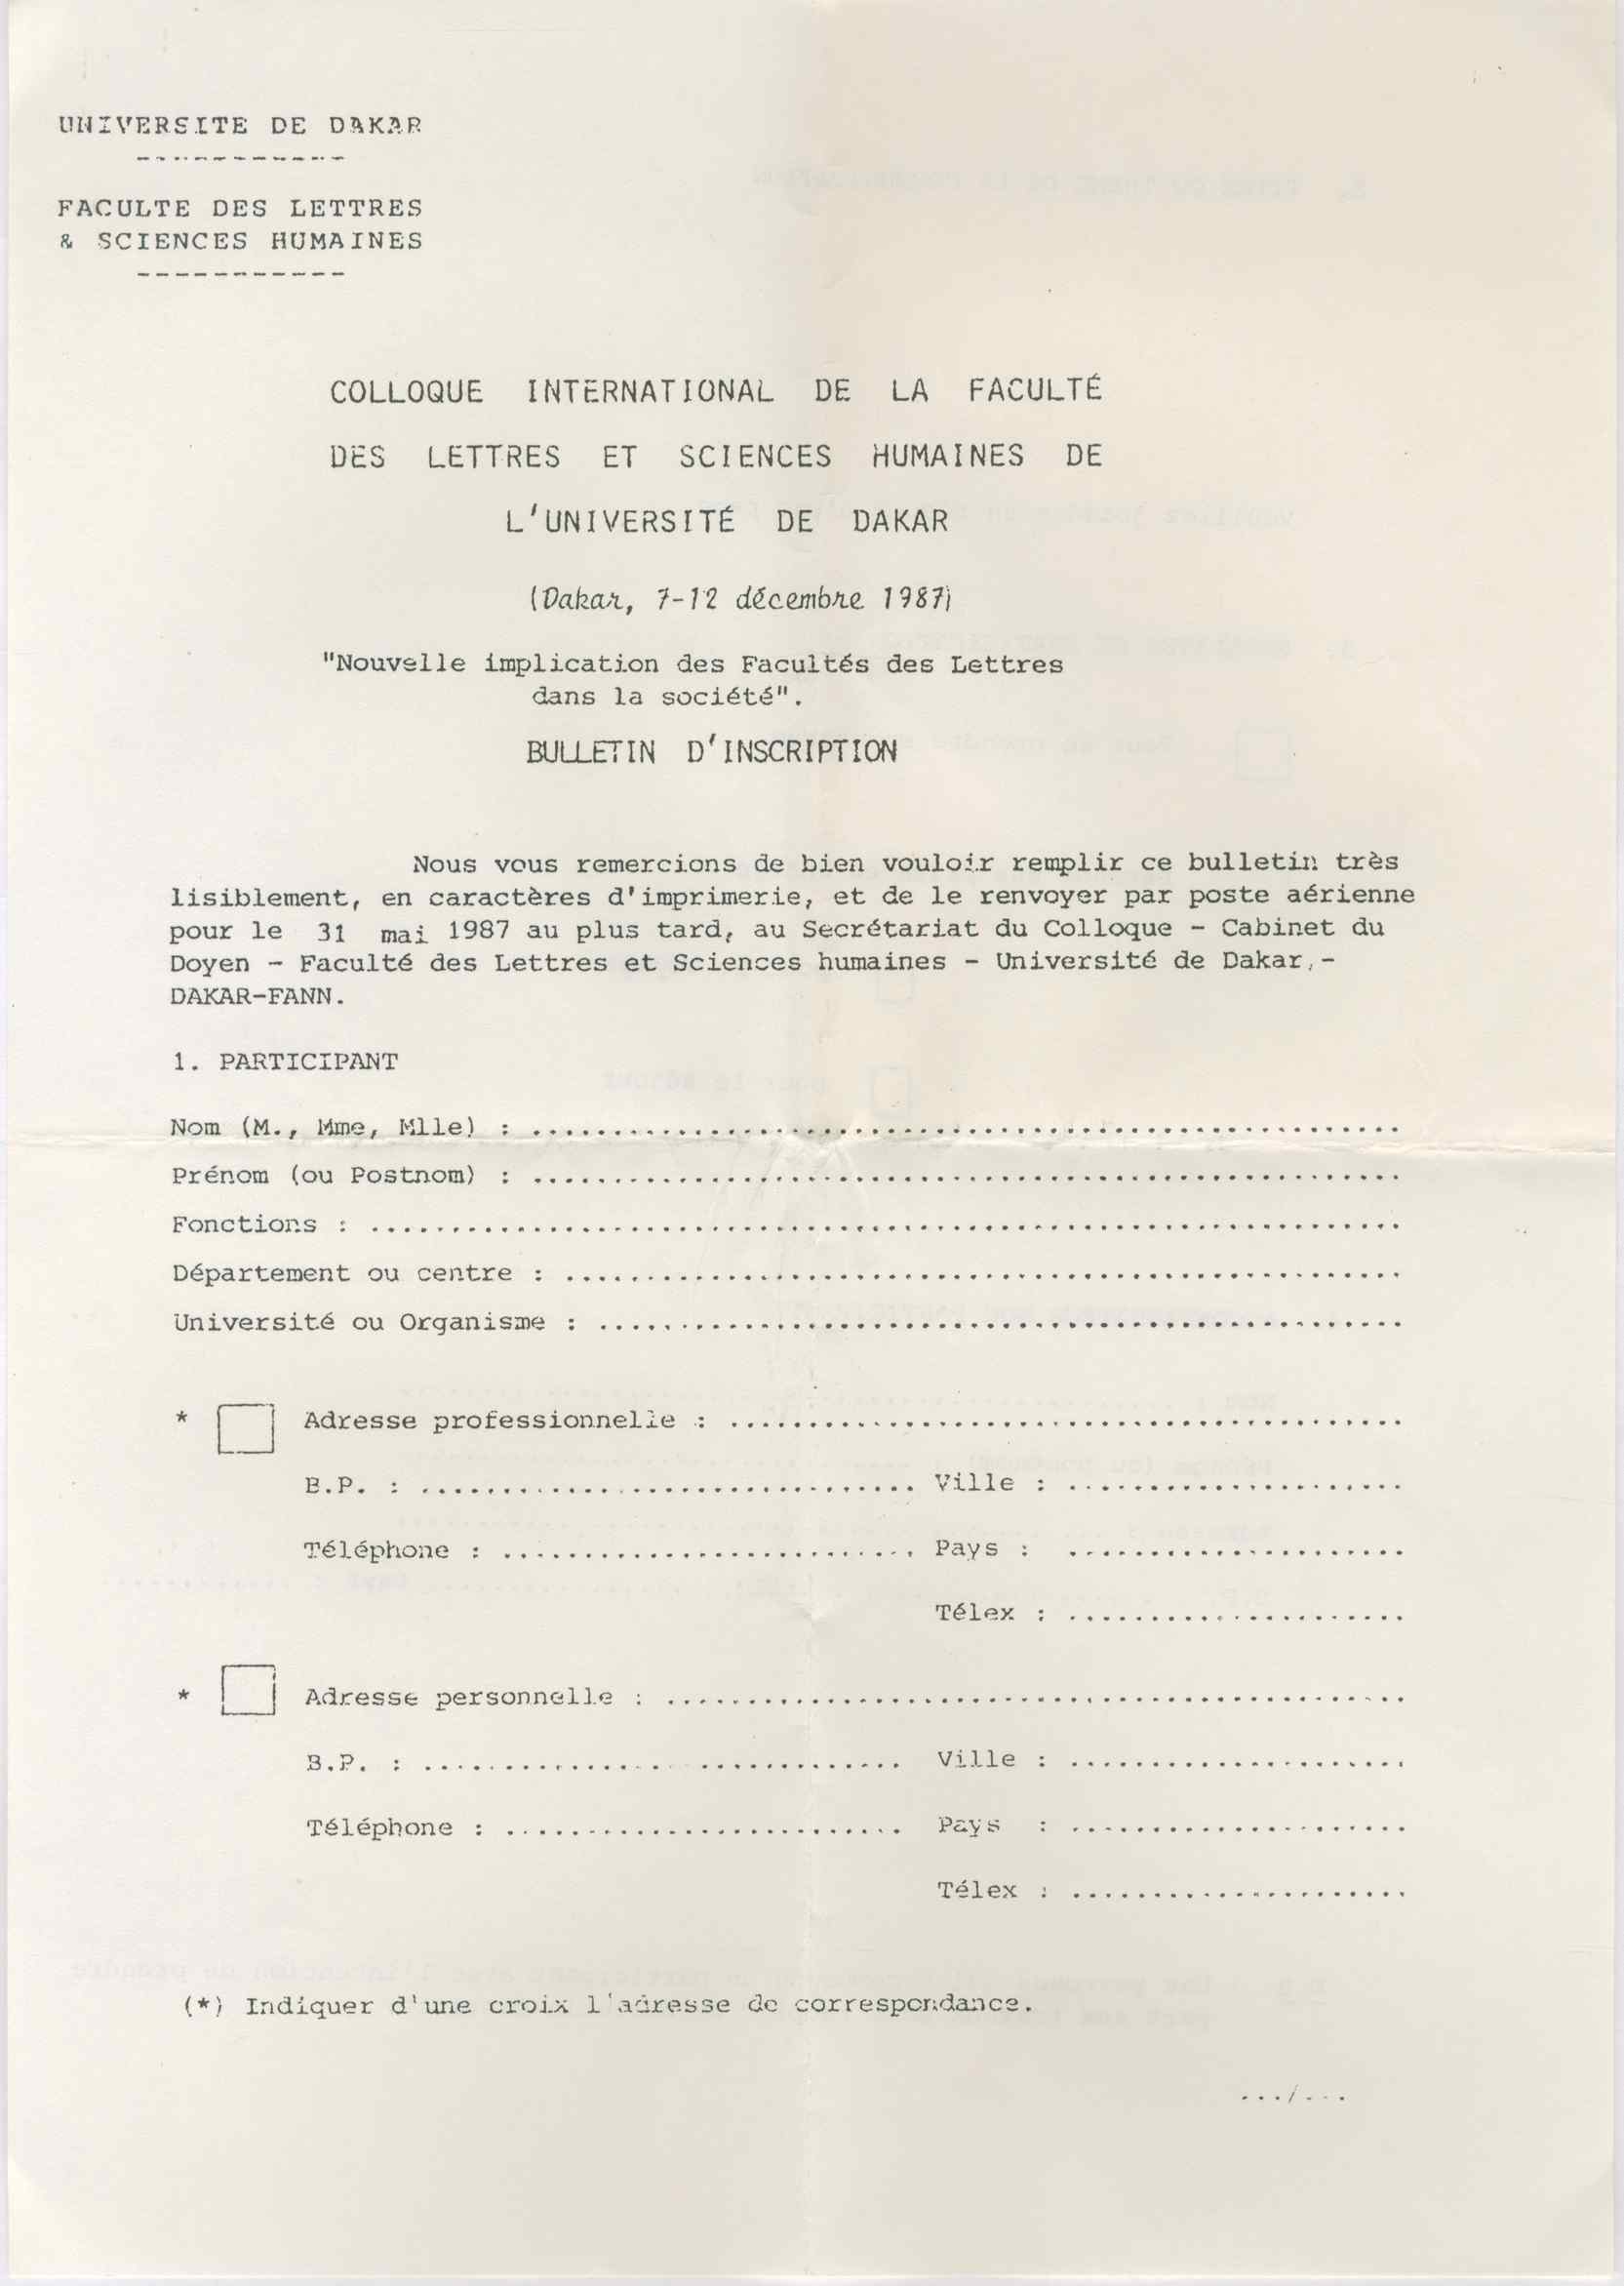 UNIVERSITE DE DAKAR
-----------
FACULTE DES LETTRES
& SCIENCES HUMAINES
-----------
COLLOQUE INTERNATIONAL DE LA FACULTÉ
DES LETTRES ET SCIENCES HUMAINES DE
L'UNIVERSITÉ DE DAKAR
(Dakar, 7-12 décembre 1987)
"Nouvelle implication des Facultés des Lettres
dans la société".
BULLETIN D'INSCRIPTION
Nous vous remercions de bien vouloir remplir ce bulletin très
lisiblement, en caractères d'imprimerie, et de le renvoyer par poste aérienne
pour le 31 mai 1987 au plus tard, au Secrétariat du Colloque - Cabinet du
Doyen - Faculté des Lettres et Sciences humaines - Université de Dakar,-
DAKAR-FANN.
1. PARTICIPANT
Nom (M., Mme, Mlle) : ......................................................
Prénom (ou Postnom) : ......................................................
Fonctions : ................................................................
Département ou centre : ....................................................
Université ou Organisme : ..................................................
* Adresse professionnelle : ..........................................
B.P. : ............................... Ville : .....................
Téléphone : .......................... Pays : .....................
Télex : .....................
* Adresse personnelle : ..............................................
B.P. : .............................. Ville : .....................
Téléphone : ......................... Pays : .....................
Télex : .....................
(*) Indiquer d'une croix l'adresse de correspondance.
.../...